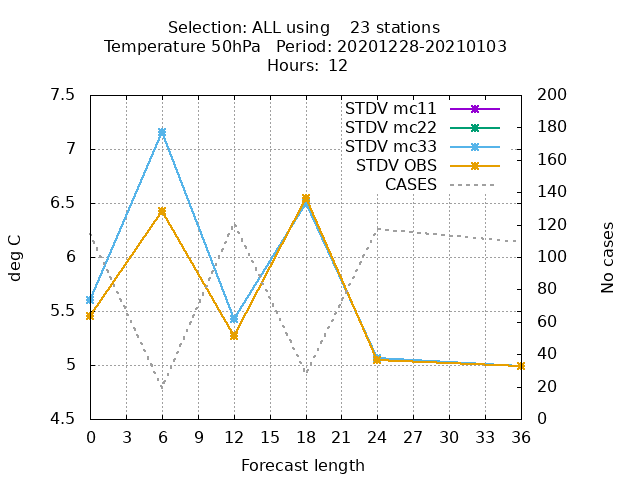 Selection: ALL using    23 stations
Temperature 50hPa   Period: 20201228-20210103
Hours: 12
STDV mc11
STDV mc22
STDV mc33
STDV OBS
CASES
7.5
7
6.5
6
5.5
5
4.5
deg C
200
180
160
140
120
100
80
60
40
20
0
No cases
0 3 6 9 12 15 18 21 24 27 30 33 36
Forecast length